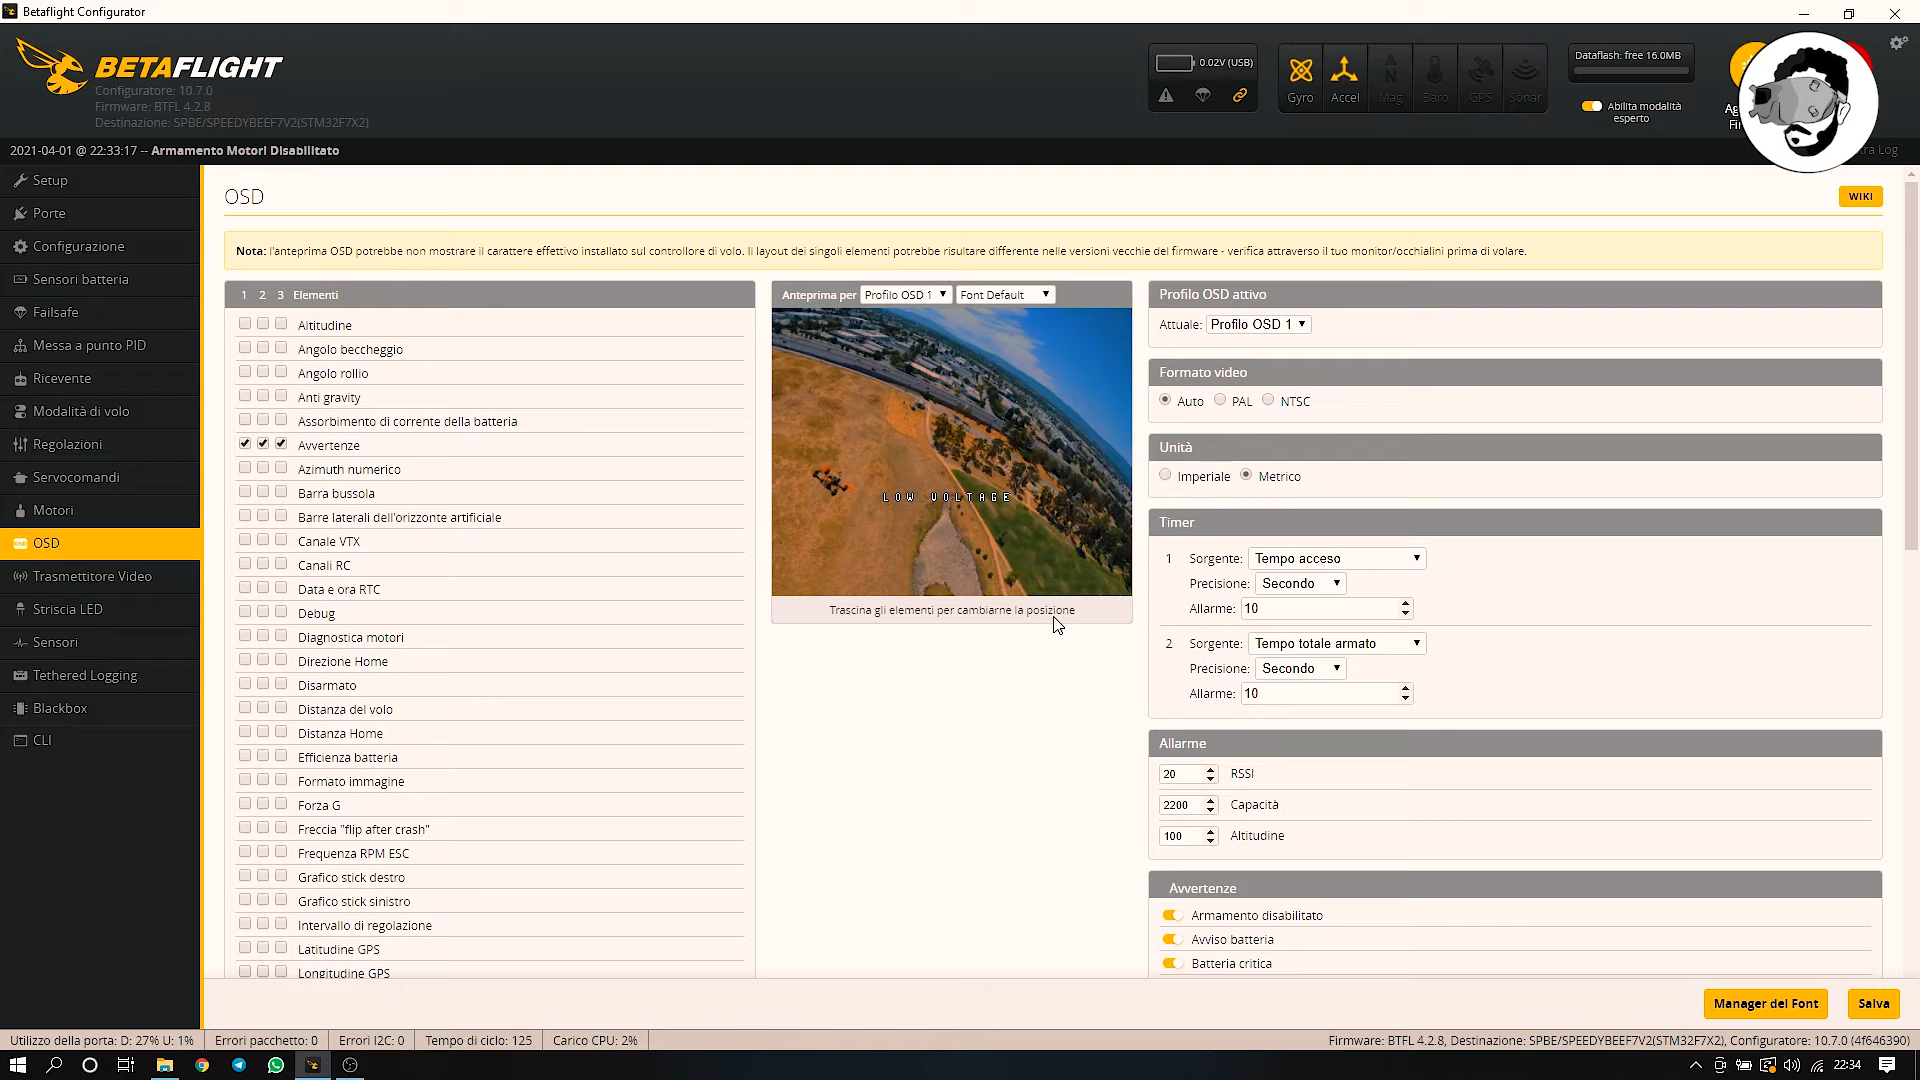 Betaflight Configurator
BETAFLIGHT
Configuratore: 10.7.0
Firmware: BTFL 4.2.8
Destinazione: SPBE/SPEEDYBEEF7V2(STM32F7X2)
0.02V (USB)
Gyro
Accel
Mag
Baro
GPS
Sonar
Dataflash: free 16.0MB
Abilita modalità
esperto
2021-04-01 @ 22:33:17 -- Armamento Motori Disabilitato
Log
Setup
Porte
Configurazione
Sensori batteria
Failsafe
Messa a punto PID
Ricevente
Modalità di volo
Regolazioni
Servocomandi
Motori
OSD
Trasmettitore Video
Striscia LED
Sensori
Tethered Logging
Blackbox
CLI
OSD
WIKI
Nota: l'anteprima OSD potrebbe non mostrare il carattere effettivo installato sul controllore di volo. Il layout dei singoli elementi potrebbe risultare differente nelle versioni vecchie del firmware - verifica attraverso il tuo monitor/occhialini prima di volare.
1 2 3 Elementi
Altitudine
Angolo beccheggio
Angolo rollio
Anti gravity
Assorbimento di corrente della batteria
Avvertenze
Azimuth numerico
Barra bussola
Barre laterali dell'orizzonte artificiale
Canale VTX
Canali RC
Data e ora RTC
Debug
Diagnostica motori
Direzione Home
Disarmato
Distanza del volo
Distanza Home
Efficienza batteria
Formato immagine
Forza G
Freccia "flip after crash"
Frequenza RPM ESC
Grafico stick destro
Grafico stick sinistro
Intervallo di regolazione
Latitudine GPS
Longitudine GPS
Anteprima per Profilo OSD 1 Font Default
LOW VOLTAGE
Trascina gli elementi per cambiarne la posizione
Profilo OSD attivo
Attuale: Profilo OSD 1
Formato video
Auto PAL NTSC
Unità
Imperiale Metrico
Timer
1 Sorgente: Tempo acceso
Precisione: Secondo
Allarme: 10
2 Sorgente: Tempo totale armato
Precisione: Secondo
Allarme: 10
Allarme
20 RSSI
2200 Capacità
100 Altitudine
Avvertenze
Armamento disabilitato
Avviso batteria
Batteria critica
Manager del Font
Salva
Utilizzo della porta: D: 27% U: 1%
Errori pacchetto: 0
Errori I2C: 0
Tempo di ciclo: 125
Carico CPU: 2%
Firmware: BTFL 4.2.8, Destinazione: SPBE/SPEEDYBEEF7V2(STM32F7X2), Configuratore: 10.7.0 (4f646390)
22:34